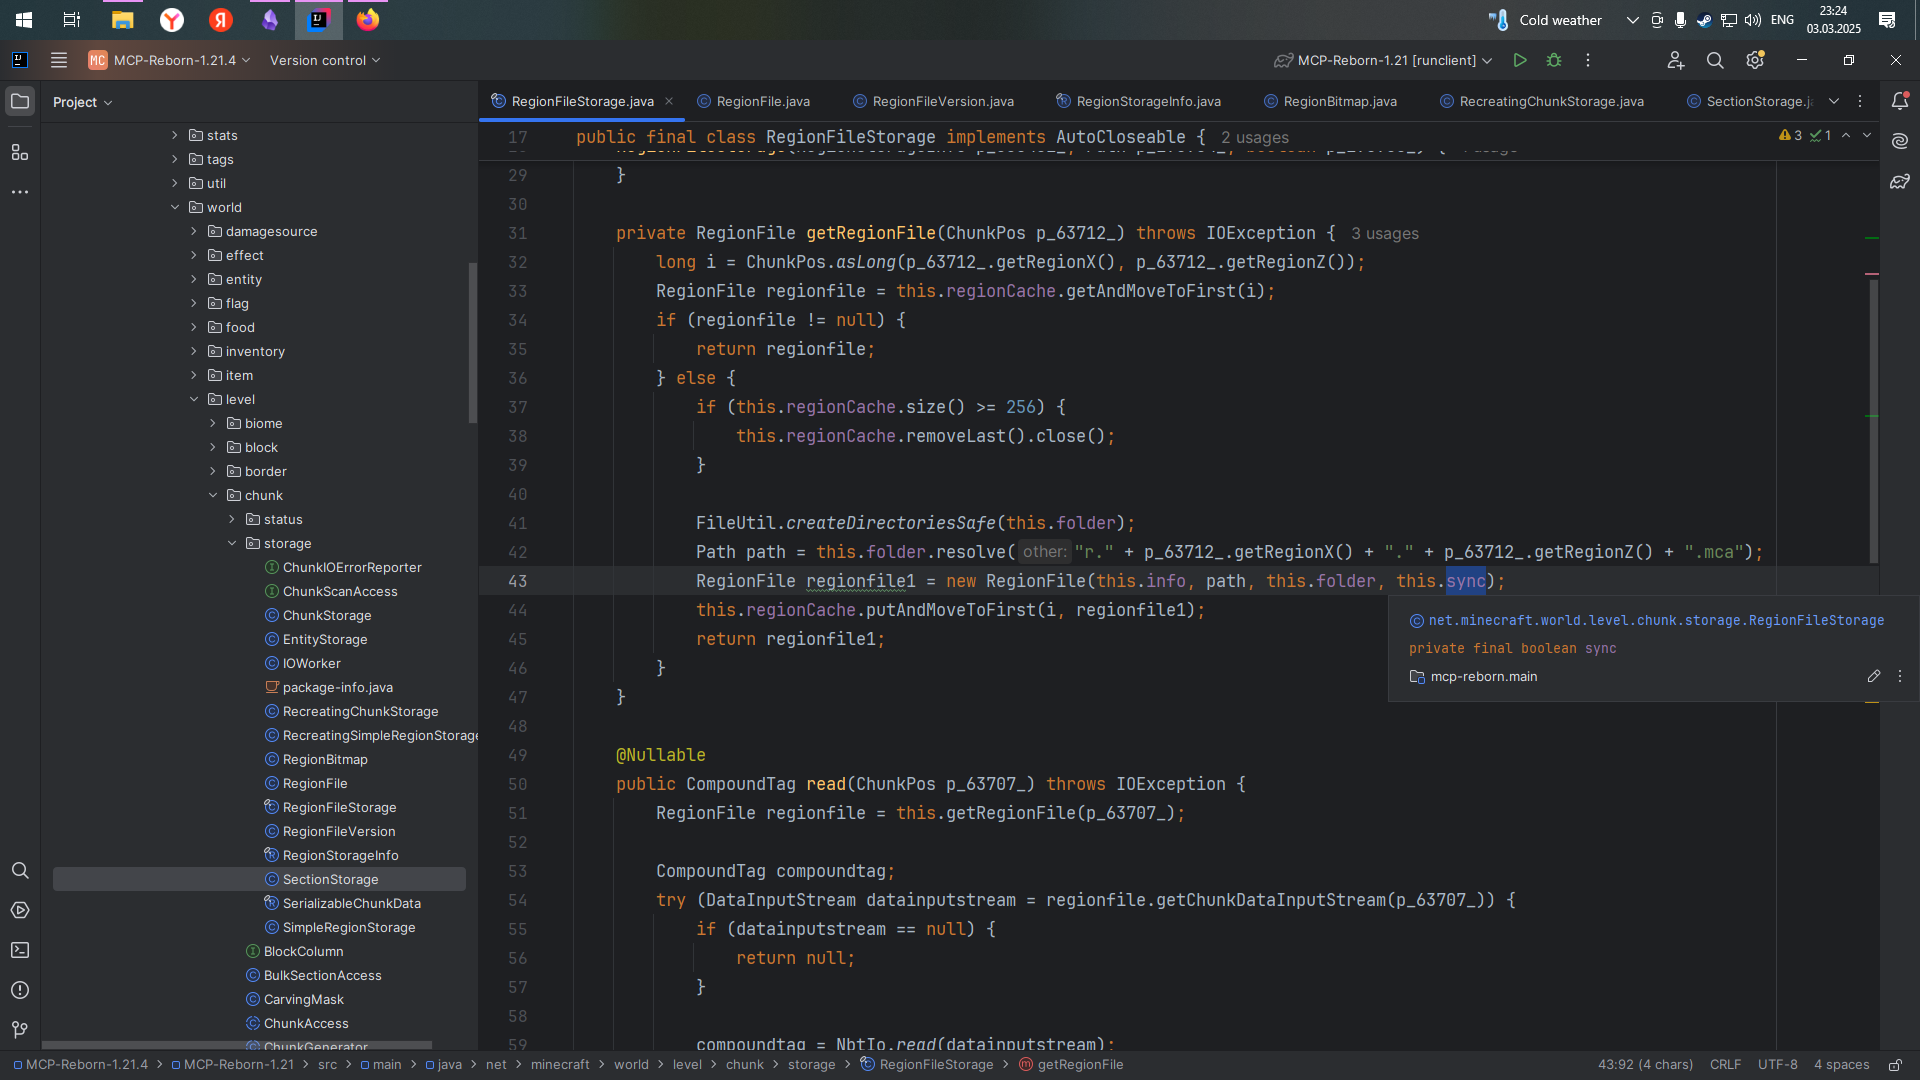 Cold weather
ENG
23:24
03.03.2025
MC
MCP-Reborn-1.21.4
Version control
MCP-Reborn-1.21 [runclient]
Project
RegionFileStorage.java
RegionFile.java
RegionFileVersion.java
RegionStorageInfo.java
RegionBitmap.java
RecreatingChunkStorage.java
SectionStorage.j
stats
tags
util
world
damagesource
effect
entity
flag
food
inventory
item
level
biome
block
border
chunk
status
storage
ChunkIOErrorReporter
ChunkScanAccess
ChunkStorage
EntityStorage
IOWorker
package-info.java
RecreatingChunkStorage
RecreatingSimpleRegionStorage
RegionBitmap
RegionFile
RegionFileStorage
RegionFileVersion
RegionStorageInfo
SectionStorage
SerializableChunkData
SimpleRegionStorage
BlockColumn
BulkSectionAccess
CarvingMask
ChunkAccess
ChunkGenerator
17 public final class RegionFileStorage implements AutoCloseable { 2 usages
3 1
29 }
30
31 private RegionFile getRegionFile(ChunkPos p_63712_) throws IOException { 3 usages
32 long i = ChunkPos.asLong(p_63712_.getRegionX(), p_63712_.getRegionZ());
33 RegionFile regionfile = this.regionCache.getAndMoveToFirst(i);
34 if (regionfile != null) {
35 return regionfile;
36 } else {
37 if (this.regionCache.size() >= 256) {
38 this.regionCache.removeLast().close();
39 }
40
41 FileUtil.createDirectoriesSafe(this.folder);
42 Path path = this.folder.resolve( other: "r." + p_63712_.getRegionX() + "." + p_63712_.getRegionZ() + ".mca");
43 RegionFile regionfile1 = new RegionFile(this.info, path, this.folder, this.sync);
44 this.regionCache.putAndMoveToFirst(i, regionfile1);
45 return regionfile1;
46 }
47 }
48
49 @Nullable
50 public CompoundTag read(ChunkPos p_63707_) throws IOException {
51 RegionFile regionfile = this.getRegionFile(p_63707_);
52
53 CompoundTag compoundtag;
54 try (DataInputStream datainputstream = regionfile.getChunkDataInputStream(p_63707_)) {
55 if (datainputstream == null) {
56 return null;
57 }
58
59 compoundtag = NbtIo.read(datainputstream);
net.minecraft.world.level.chunk.storage.RegionFileStorage
private final boolean sync
mcp-reborn.main
MCP-Reborn-1.21.4 > MCP-Reborn-1.21 > src > main > java > net > minecraft > world > level > chunk > storage > RegionFileStorage > getRegionFile
43:92 (4 chars)
CRLF
UTF-8
4 spaces